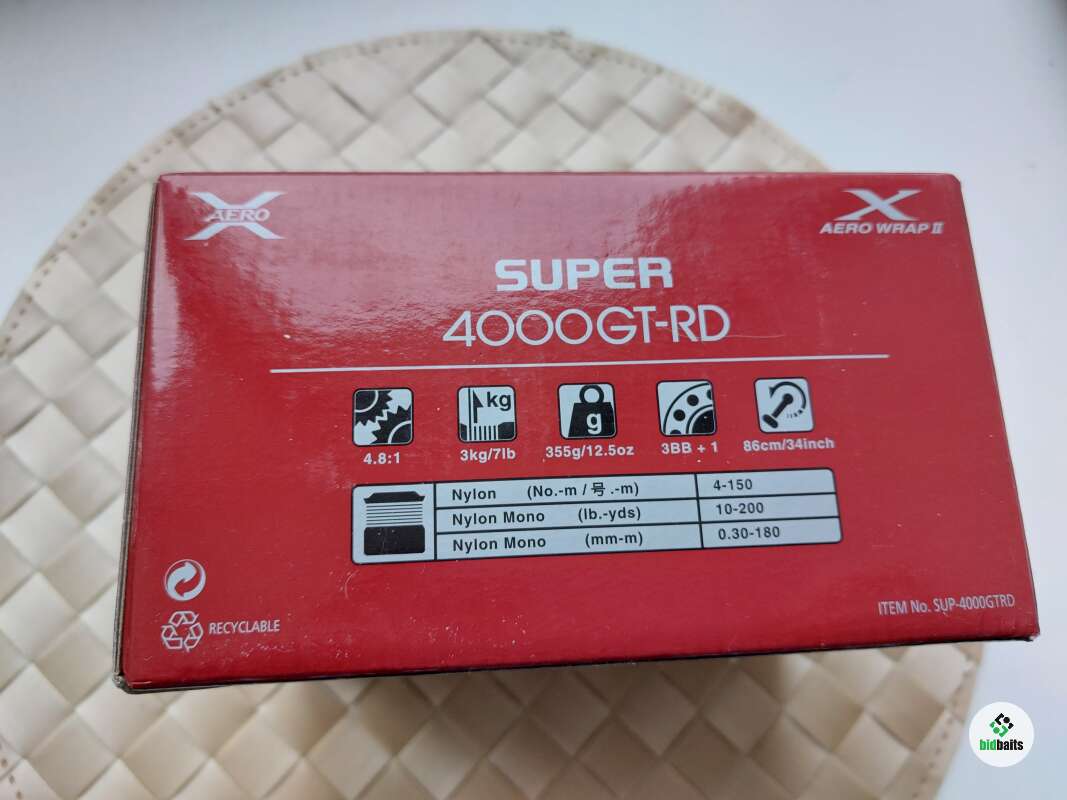 X AERO
X
AERO WRAP II
SUPER
4000GT-RD
kg
g
4.8:1
3kg/7lb
355g/12.5oz
3BB + 1
86cm/34inch
Nylon (No.-m / 号.-m) 4-150
Nylon Mono (lb.-yds) 10-200
Nylon Mono (mm-m) 0.30-180
ITEM No. SUP-4000GTRD
RECYCLABLE
bidbaits